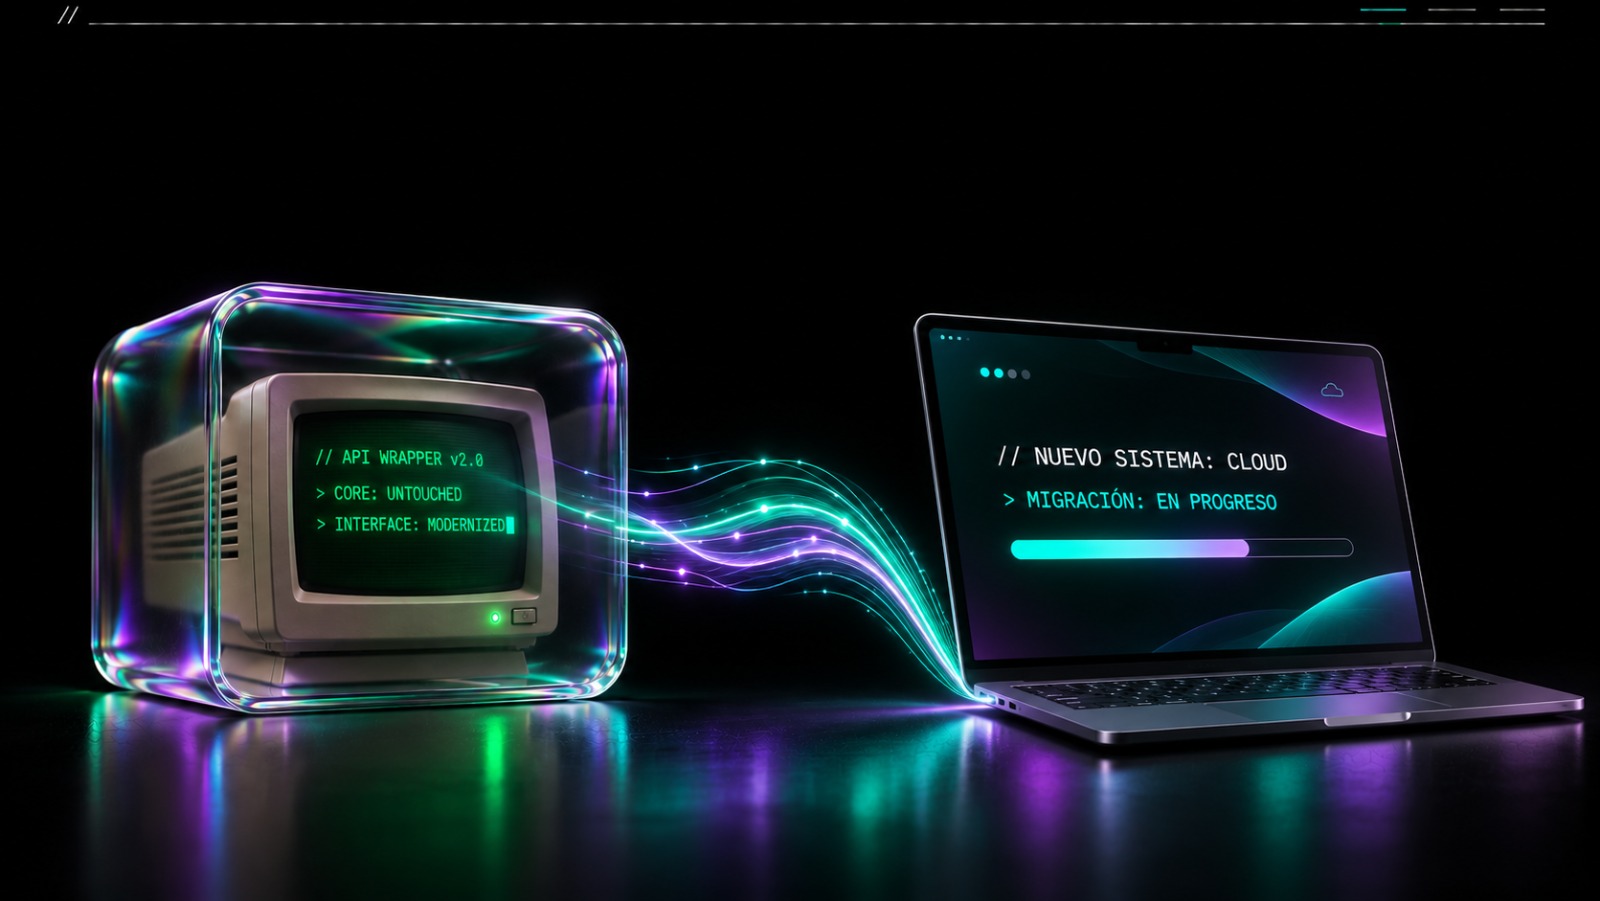 //
// API WRAPPER v2.0
> CORE: UNTOUCHED
> INTERFACE: MODERNIZED
// NUEVO SISTEMA: CLOUD
> MIGRACIÓN: EN PROGRESO